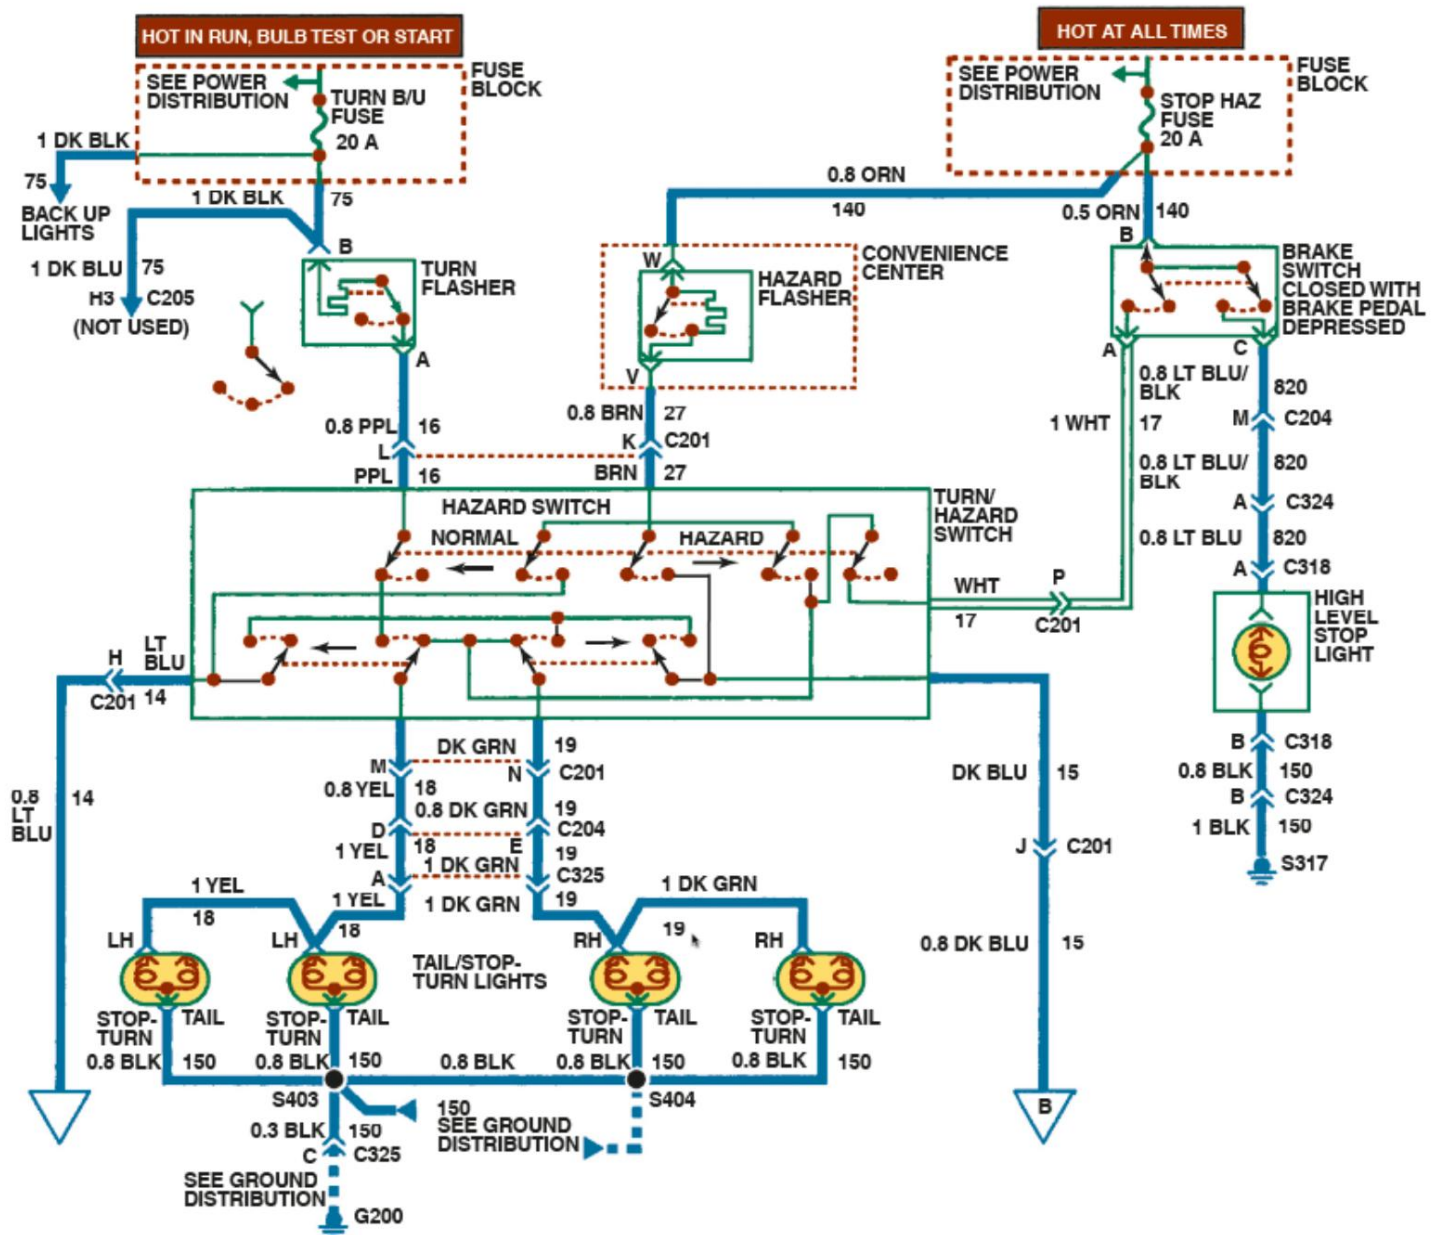 HOT IN RUN, BULB TEST OR START
HOT AT ALL TIMES
SEE POWER
DISTRIBUTION
TURN B/U
FUSE
20 A
FUSE
BLOCK
SEE POWER
DISTRIBUTION
STOP HAZ
FUSE
20 A
FUSE
BLOCK
1 DK BLK
75
BACK UP
LIGHTS
1 DK BLK
75
1 DK BLU
75
H3
C205
(NOT USED)
B
TURN
FLASHER
A
0.8 ORN
140
0.5 ORN
140
W
HAZARD
FLASHER
CONVENIENCE
CENTER
V
B
BRAKE
SWITCH
CLOSED WITH
BRAKE PEDAL
DEPRESSED
A
C
0.8 PPL
16
L
PPL
16
0.8 BRN
27
K
C201
BRN
27
0.8 LT BLU/
BLK
820
1 WHT
17
M
C204
0.8 LT BLU/
BLK
820
A
C324
0.8 LT BLU
820
A
C318
HAZARD SWITCH
NORMAL
HAZARD
TURN/
HAZARD
SWITCH
WHT
17
P
C201
HIGH
LEVEL
STOP
LIGHT
H
LT
BLU
C201
14
0.8
LT
BLU
14
DK GRN
19
M
N
C201
0.8 YEL
18
0.8 DK GRN
19
D
C204
1 YEL
18
E
1 DK GRN
19
A
C325
1 YEL
18
1 DK GRN
19
DK BLU
15
J
C201
0.8 DK BLU
15
B
C318
0.8 BLK
150
B
C324
1 BLK
150
S317
1 YEL
18
1 DK GRN
19
LH
LH
RH
RH
TAIL/STOP-
TURN LIGHTS
STOP-
TURN
TAIL
STOP-
TURN
TAIL
STOP-
TURN
TAIL
STOP-
TURN
TAIL
0.8 BLK
150
0.8 BLK
150
0.8 BLK
0.8 BLK
150
0.8 BLK
150
S403
S404
150
SEE GROUND
DISTRIBUTION
0.3 BLK
150
C
C325
SEE GROUND
DISTRIBUTION
G200
B